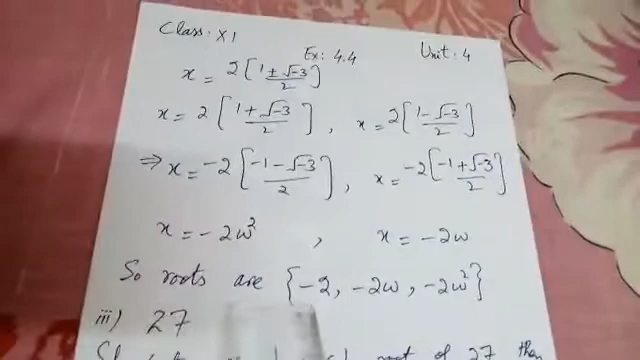 Class: XI Ex: 4.4 Unit: 4
x = 2[1 ± √-3 / 2]
x = 2[1 + √-3 / 2], x = 2[1 - √-3 / 2]
⇒ x = -2[-1 - √-3 / 2], x = -2[-1 + √-3 / 2]
x = -2ω², x = -2ω
So roots are {-2, -2ω, -2ω²}
iii) 27
root of 27 then